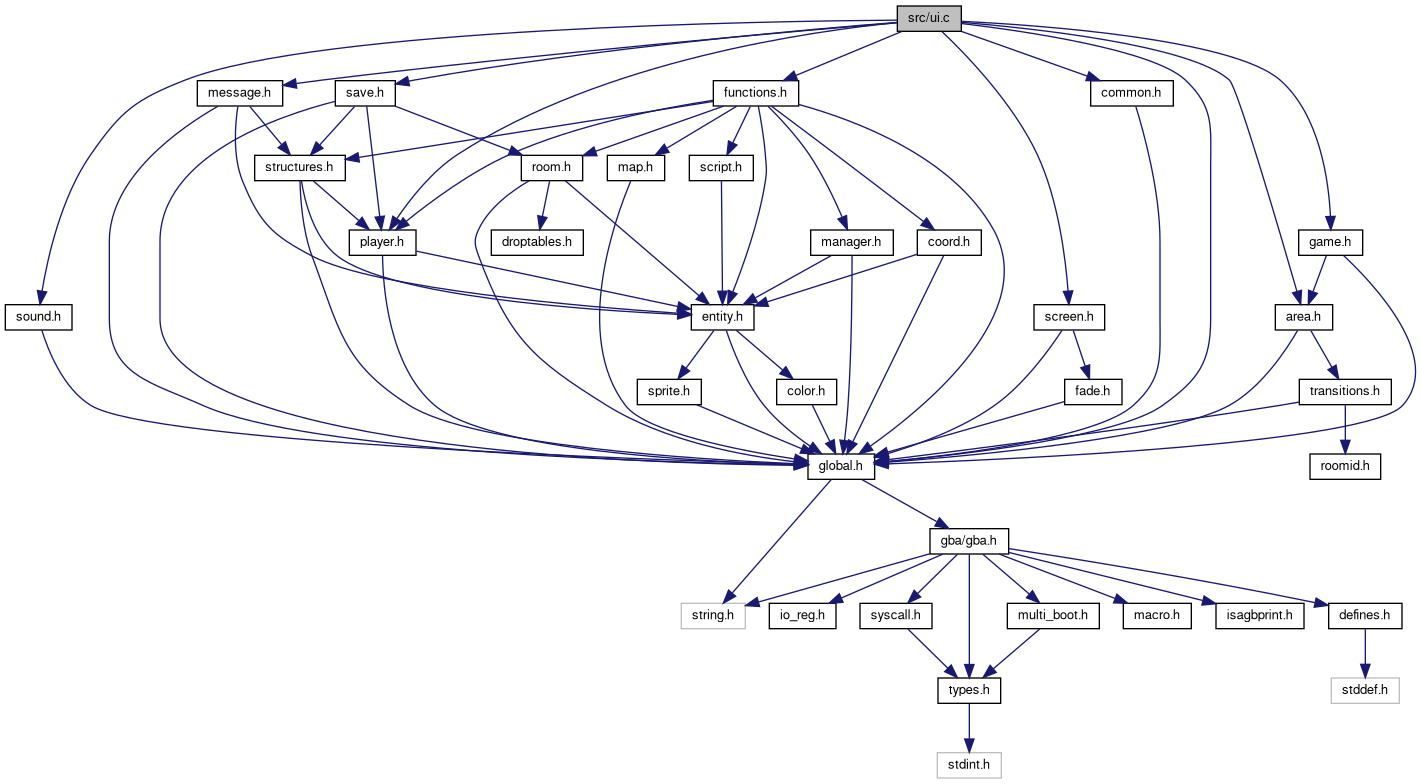 src/ui.c
message.h
save.h
functions.h
common.h
structures.h
room.h
map.h
script.h
player.h
droptables.h
manager.h
coord.h
game.h
sound.h
entity.h
screen.h
area.h
sprite.h
color.h
fade.h
transitions.h
global.h
roomid.h
gba/gba.h
string.h
io_reg.h
syscall.h
multi_boot.h
macro.h
isagbprint.h
defines.h
types.h
stddef.h
stdint.h